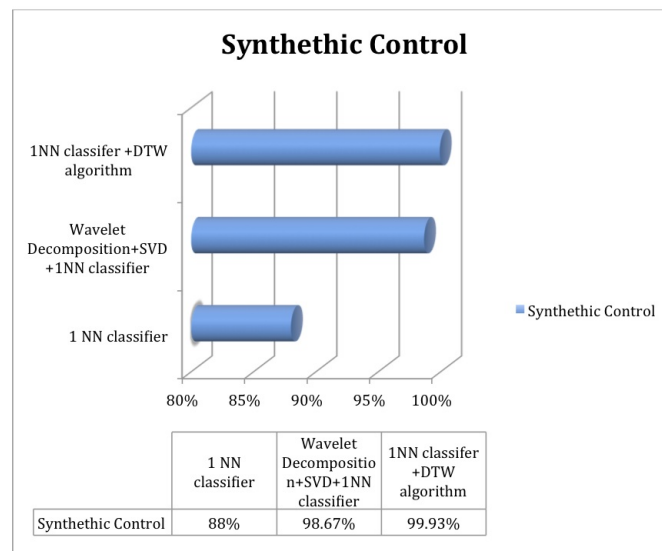 Synthethic Control
1NN classifer +DTW
algorithm
Wavelet
Decomposition+SVD
+1NN classifier
1 NN classifier
Synthethic Control
80% 85% 90% 95% 100%
1 NN
classifier
Wavelet
Decompositio
n+SVD+1NN
classifier
1NN classifer
+DTW
algorithm
Synthethic Control 88% 98.67% 99.93%